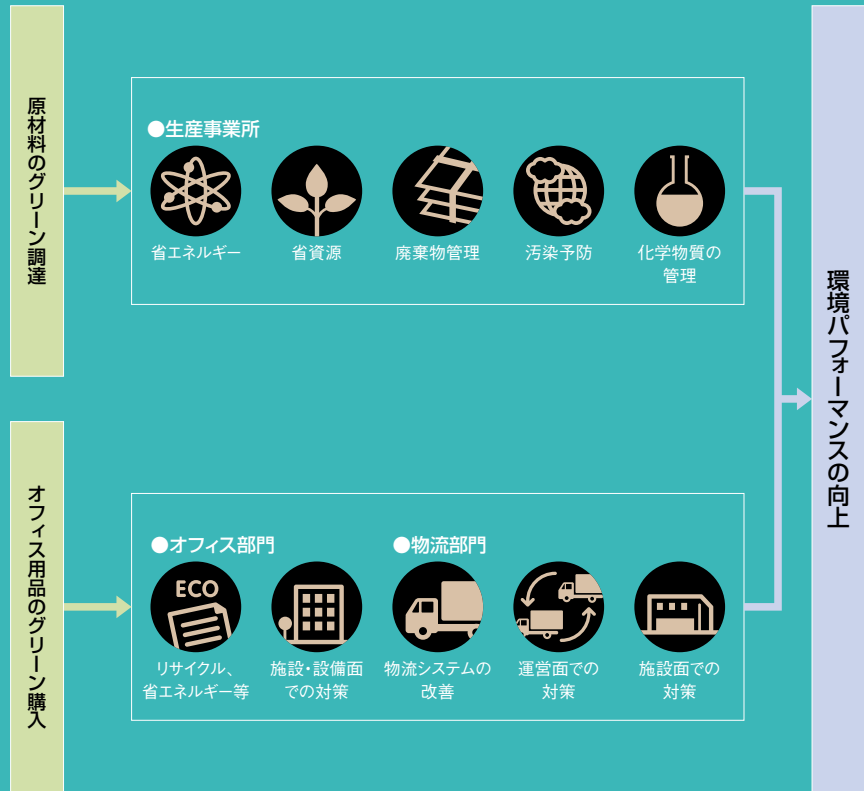 原材料のグリーン調達
●生産事業所
省エネルギー
省資源
廃棄物管理
汚染予防
化学物質の
管理
オフィス用品のグリーン購入
●オフィス部門
ECO
リサイクル、
省エネルギー等
施設・設備面
での対策
●物流部門
物流システムの
改善
運営面での
対策
施設面での
対策
環境パフォーマンスの向上